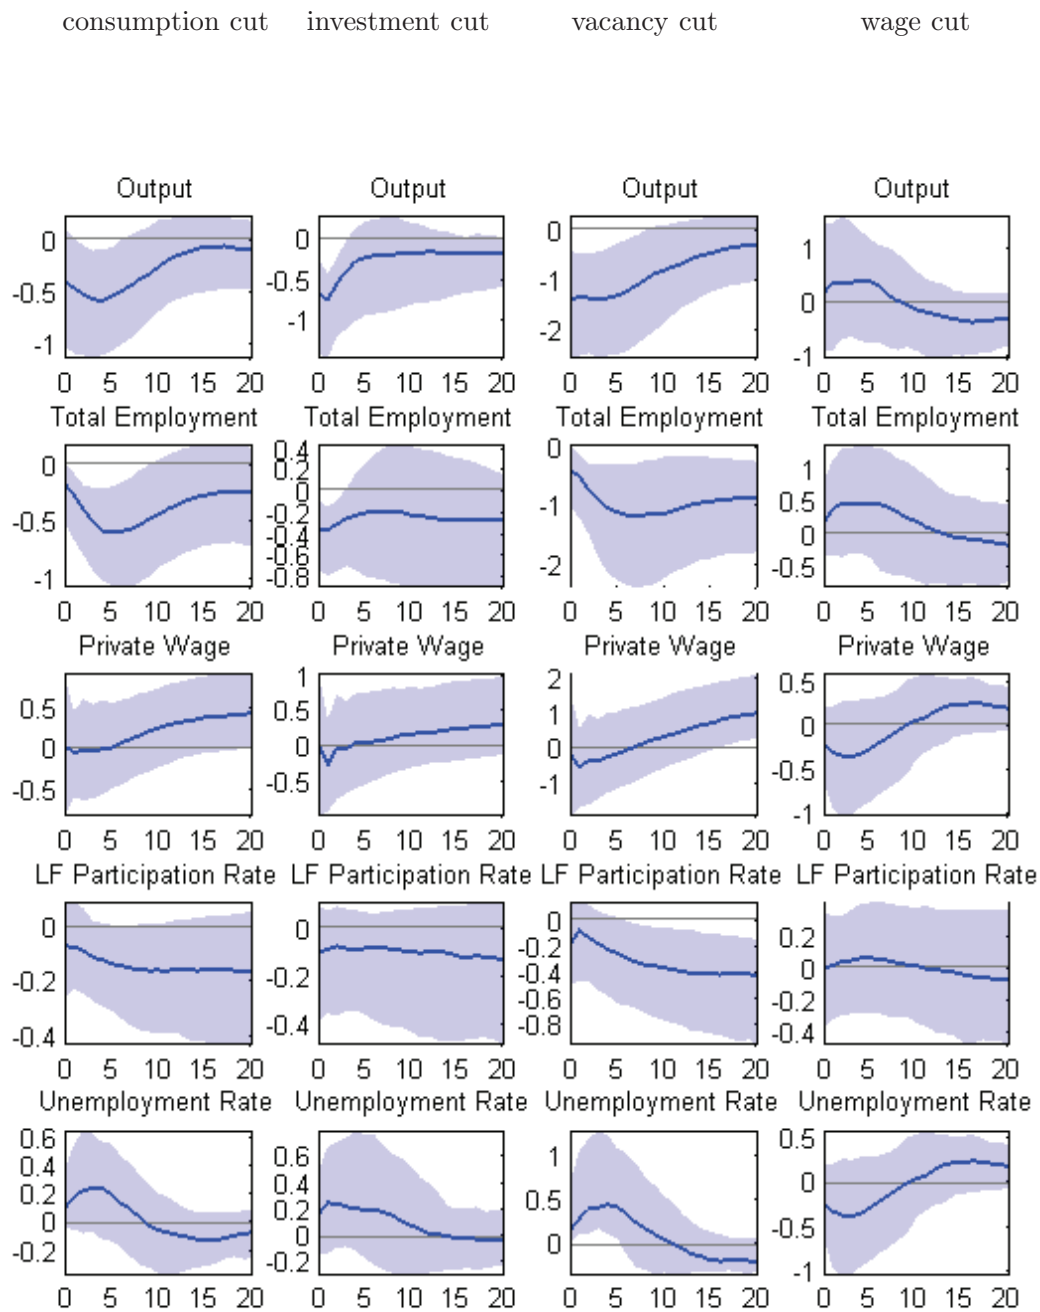 consumption cut investment cut vacancy cut wage cut
Output Output Output Output
0 -0.5 -1 0 -0.5 -1 0 -1 -2 1 0 -1
0 5 10 15 20 0 5 10 15 20 0 5 10 15 20 0 5 10 15 20
Total Employment Total Employment Total Employment Total Employment
0 -0.5 -1 0.4 0.2 0 -0.2 -0.4 -0.6 -0.8 0 -1 -2 1 0.5 0 -0.5
0 5 10 15 20 0 5 10 15 20 0 5 10 15 20 0 5 10 15 20
Private Wage Private Wage Private Wage Private Wage
0.5 0 -0.5 1 0.5 0 -0.5 2 1 0 -1 0.5 0 -0.5 -1
0 5 10 15 20 0 5 10 15 20 0 5 10 15 20 0 5 10 15 20
LF Participation Rate LF Participation Rate LF Participation Rate LF Participation Rate
0 -0.2 -0.4 0 -0.2 -0.4 0 -0.2 -0.4 -0.6 -0.8 0.2 0 -0.2 -0.4
0 5 10 15 20 0 5 10 15 20 0 5 10 15 20 0 5 10 15 20
Unemployment Rate Unemployment Rate Unemployment Rate Unemployment Rate
0.6 0.4 0.2 0 -0.2 0.6 0.4 0.2 0 -0.2 1 0.5 0 0.5 0 -0.5 -1
0 5 10 15 20 0 5 10 15 20 0 5 10 15 20 0 5 10 15 20